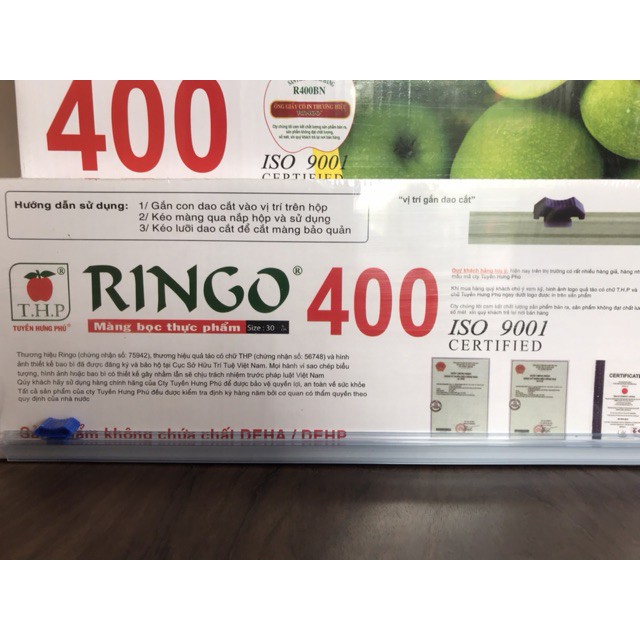 400
R400BN
ISO 9001
CERTIFIED
Hướng dẫn sử dụng: 1/ Gắn con dao cắt vào vị trí trên hộp
2/ Kéo màng qua nắp hộp và sử dụng
3/ Kéo lưỡi dao cắt để cắt màng bảo quản
"vị trí gắn dao cắt"
T.H.P
®
TUYẾN HƯNG PHÚ
RINGO® 400
Màng bọc thực phẩm Size : 30
ISO 9001
CERTIFIED
Thương hiệu Ringo (chứng nhận số: 75942), thương hiệu quả táo có chữ THP (chứng nhận số: 56748) và hình
ảnh thiết kế bao bì đã được đăng ký và bảo hộ tại Cục Sở Hữu Trí Tuệ Việt Nam. Mọi hành vi sao chép biểu
tượng, hình ảnh hoặc bao bì có thiết kế gây nhầm lẫn sẽ chịu trách nhiệm trước pháp luật Việt Nam
Qúy khách hãy sử dụng hàng chính hãng của Cty Tuyến Hưng Phú để được bảo vệ quyền lợi, an toàn về sức khỏe
Tất cả sản phẩm của cty Tuyến Hưng Phú đều được kiểm tra định kỳ hàng năm bởi cơ quan có thẩm quyền theo
quy định của nhà nước
CERTIFICATE
không chứa chất DEHA / DEHP